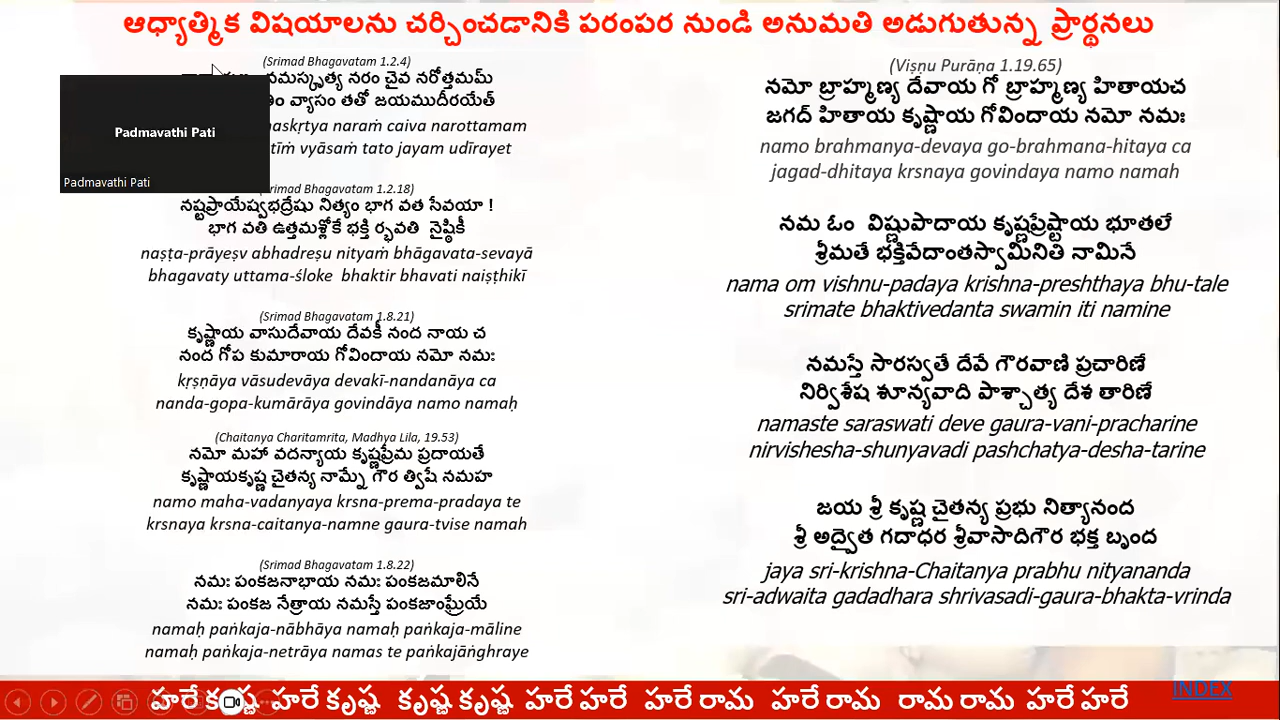 ఆధ్యాత్మిక విషయాలను చర్చించడానికి పరంపర నుండి అనుమతి అడుగుతున్న ప్రార్థనలు
(Srimad Bhagavatam 1.2.4)
నమస్కృత్య నరం చైవ నరోత్తమమ్
వ్యాసం తతో జయముదీరయేత్
naraṁ caiva narottamam
vyāsaṁ tato jayam udīrayet
Padmavathi Pati
Padmavathi Pati
Srimad Bhagavatam 1.2.18)
నష్టప్రాయేష్వభద్రేషు నిత్యం భాగ వత సేవయా !
భాగ వతి ఉత్తమశ్లోకే భక్తి ర్భవతి నైష్ఠికీ
naṣṭa-prāyeṣv abhadreṣu nityaṁ bhāgavata-sevayā
bhagavaty uttama-śloke bhaktir bhavati naiṣṭhikī
(Srimad Bhagavatam 1.8.21)
కృష్ణాయ వాసుదేవాయ దేవకీ నంద నాయ చ
నంద గోప కుమారాయ గోవిందాయ నమో నమః
kṛṣṇāya vāsudevāya devakī-nandanāya ca
nanda-gopa-kumārāya govindāya namo namaḥ
(Chaitanya Charitamrita, Madhya Lila, 19.53)
నమో మహా వదన్యాయ కృష్ణప్రేమ ప్రదాయతే
కృష్ణాయకృష్ణ చైతన్య నామ్నే గౌర త్విషే నమహ
namo maha-vadanyaya krsna-prema-pradaya te
krsnaya krsna-caitanya-namne gaura-tvise namah
(Srimad Bhagavatam 1.8.22)
నమః పంకజనాభాయ నమః పంకజమాలినే
నమః పంకజ నేత్రాయ నమస్తే పంకజాంఘ్రేయే
namaḥ paṅkaja-nābhāya namaḥ paṅkaja-māline
namaḥ paṅkaja-netrāya namas te paṅkajāṅghraye
(Viṣṇu Purāṇa 1.19.65)
నమో బ్రాహ్మణ్య దేవాయ గో బ్రాహ్మణ్య హితాయచ
జగద్ హితాయ కృష్ణాయ గోవిందాయ నమో నమః
namo brahmanya-devaya go-brahmana-hitaya ca
jagad-dhitaya krsnaya govindaya namo namah
నమ ఓం విష్ణుపాదాయ కృష్ణప్రేష్టాయ భూతలే
శ్రీమతే భక్తివేదాంతస్వామినితి నామినే
nama om vishnu-padaya krishna-preshthaya bhu-tale
srimate bhaktivedanta swamin iti namine
నమస్తే సారస్వతే దేవే గౌరవాణి ప్రచారిణే
నిర్విశేష శూన్యవాది పాశ్చాత్య దేశ తారిణే
namaste saraswati deve gaura-vani-pracharine
nirvishesha-shunyavadi pashchatya-desha-tarine
జయ శ్రీ కృష్ణ చైతన్య ప్రభు నిత్యానంద
శ్రీ అద్వైత గదాధర శ్రీవాసాదిగౌర భక్త బృంద
jaya sri-krishna-Chaitanya prabhu nityananda
sri-adwaita gadadhara shrivasadi-gaura-bhakta-vrinda
హరే కృష్ణ హరే కృష్ణ కృష్ణ కృష్ణ హరే హరే హరే రామ హరే రామ రామ రామ హరే హరే
INDEX